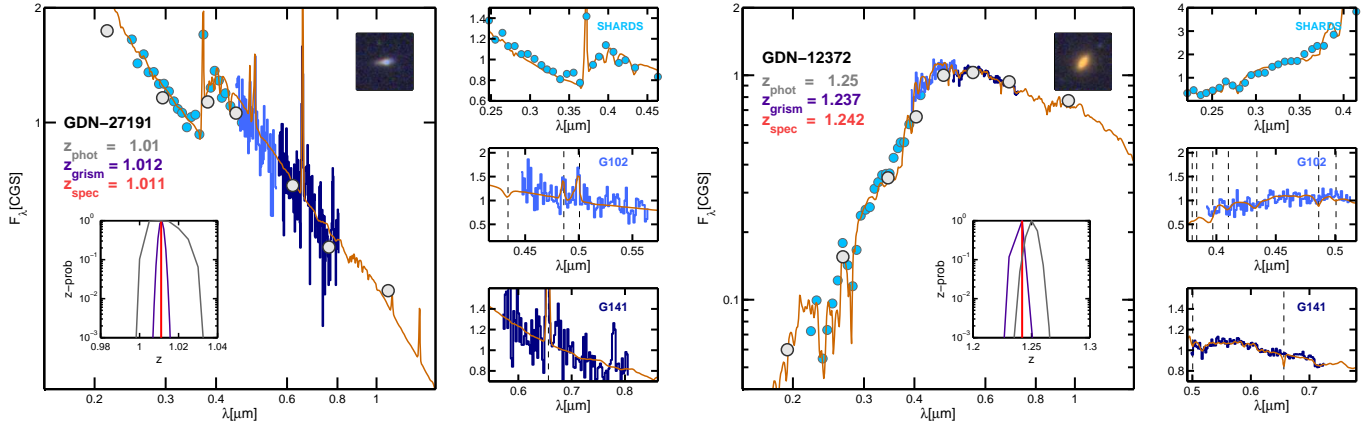 2
1
F_λ[CGS]
GDN−27191
z_phot = 1.01
z_grism = 1.012
z_spec = 1.011
10^0
10^−1
10^−2
10^−3
z−prob
0.98 1 1.02 1.04
z
0.2 0.4 0.6 0.8 1
λ[μm]
SHARDS
1.4
1.2
1
0.8
0.6
0.3 0.35 0.4 0.45
λ[μm]
G102
2
1.5
1
0.5
0.45 0.5 0.55
λ[μm]
G141
1.4
1.2
1
0.8
0.6 0.7 0.8
λ[μm]
2
1.0
0.1
F_λ[CGS]
GDN−12372
z_phot = 1.25
z_grism = 1.237
z_spec = 1.242
10^0
10^−1
10^−2
10^−3
z−prob
1.2 1.25 1.3
z
0.2 0.4 0.6 0.8 1
λ[μm]
SHARDS
4
3
2
1
0
0.25 0.3 0.35 0.4
λ[μm]
G102
2
1.5
1
0.5
0.4 0.45 0.5
λ[μm]
G141
1.6
1.4
1.2
1
0.8
0.5 0.6 0.7
λ[μm]